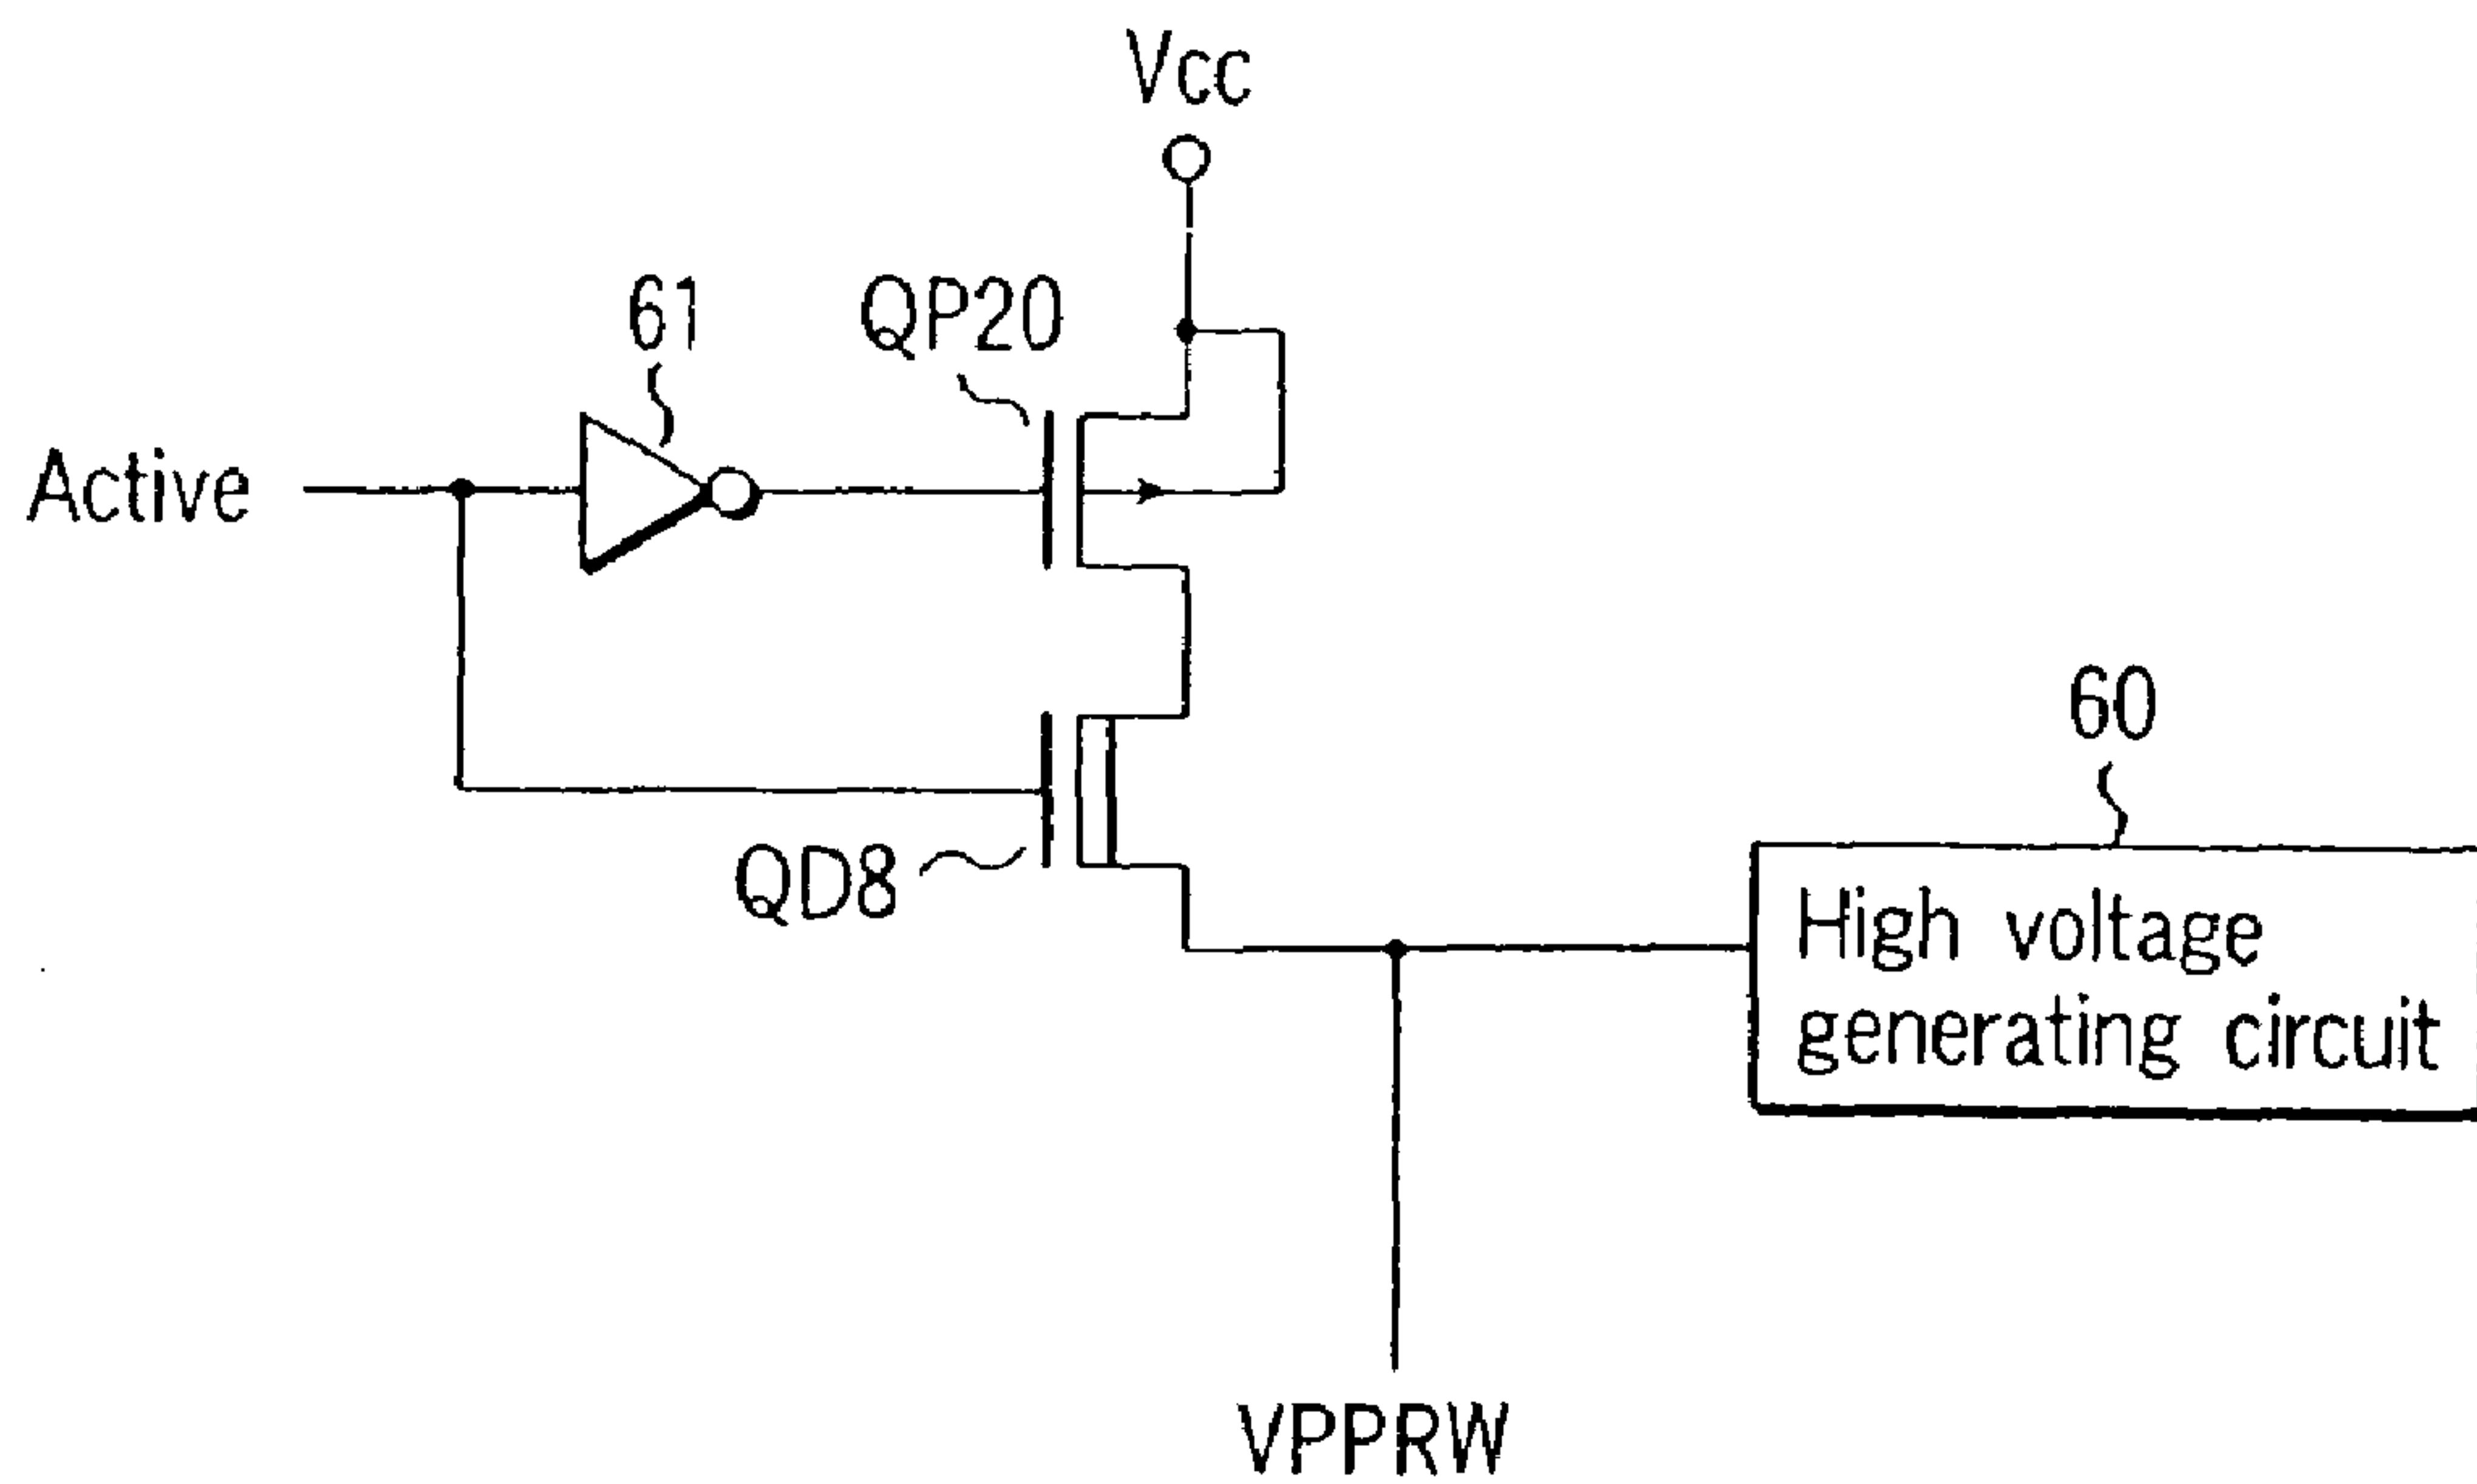 Vcc
61
QP20
Active
60
QD8
High voltage
generating circuit
VPPRW